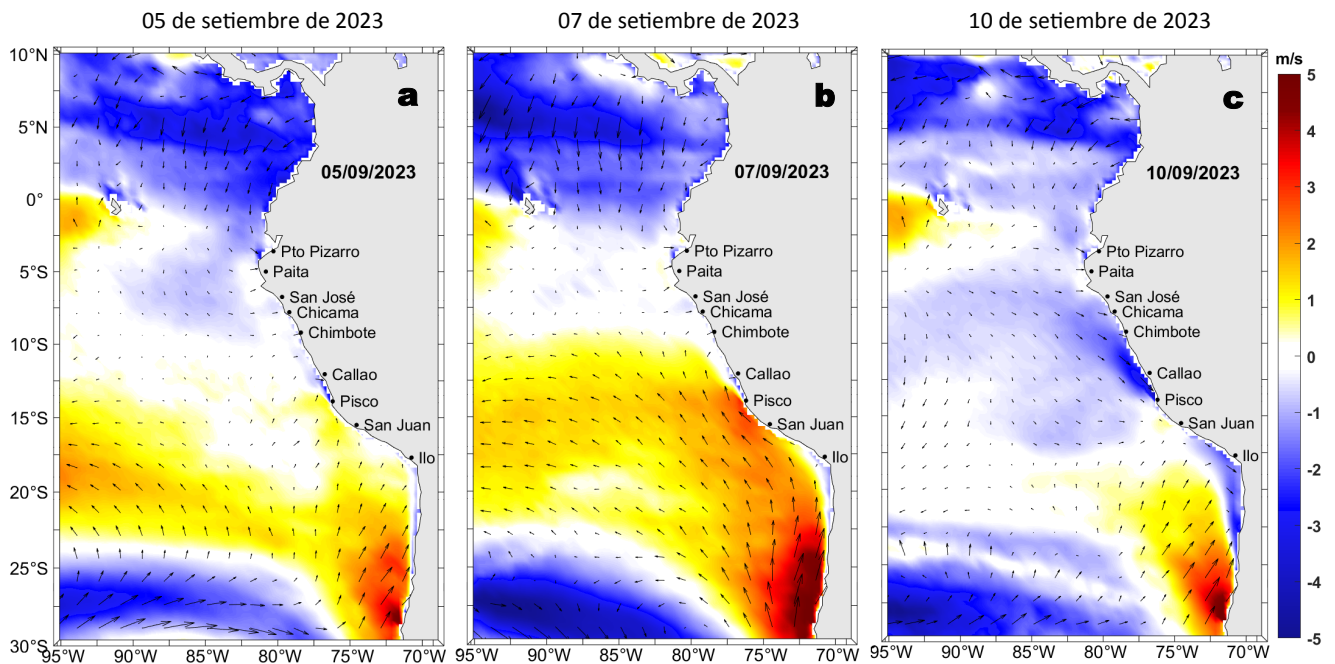 05 de setiembre de 2023
07 de setiembre de 2023
10 de setiembre de 2023
10°N
5°N
0°
5°S
10°S
15°S
20°S
25°S
30°S
a
05/09/2023
Pto Pizarro
Paita
San José
Chicama
Chimbote
Callao
Pisco
San Juan
Ilo
95°W 90°W 85°W 80°W 75°W 70°W
b
07/09/2023
Pto Pizarro
Paita
San José
Chicama
Chimbote
Callao
Pisco
San Juan
Ilo
95°W 90°W 85°W 80°W 75°W 70°W
c
10/09/2023
Pto Pizarro
Paita
San José
Chicama
Chimbote
Callao
Pisco
San Juan
Ilo
95°W 90°W 85°W 80°W 75°W 70°W
m/s
5
4
3
2
1
0
-1
-2
-3
-4
-5